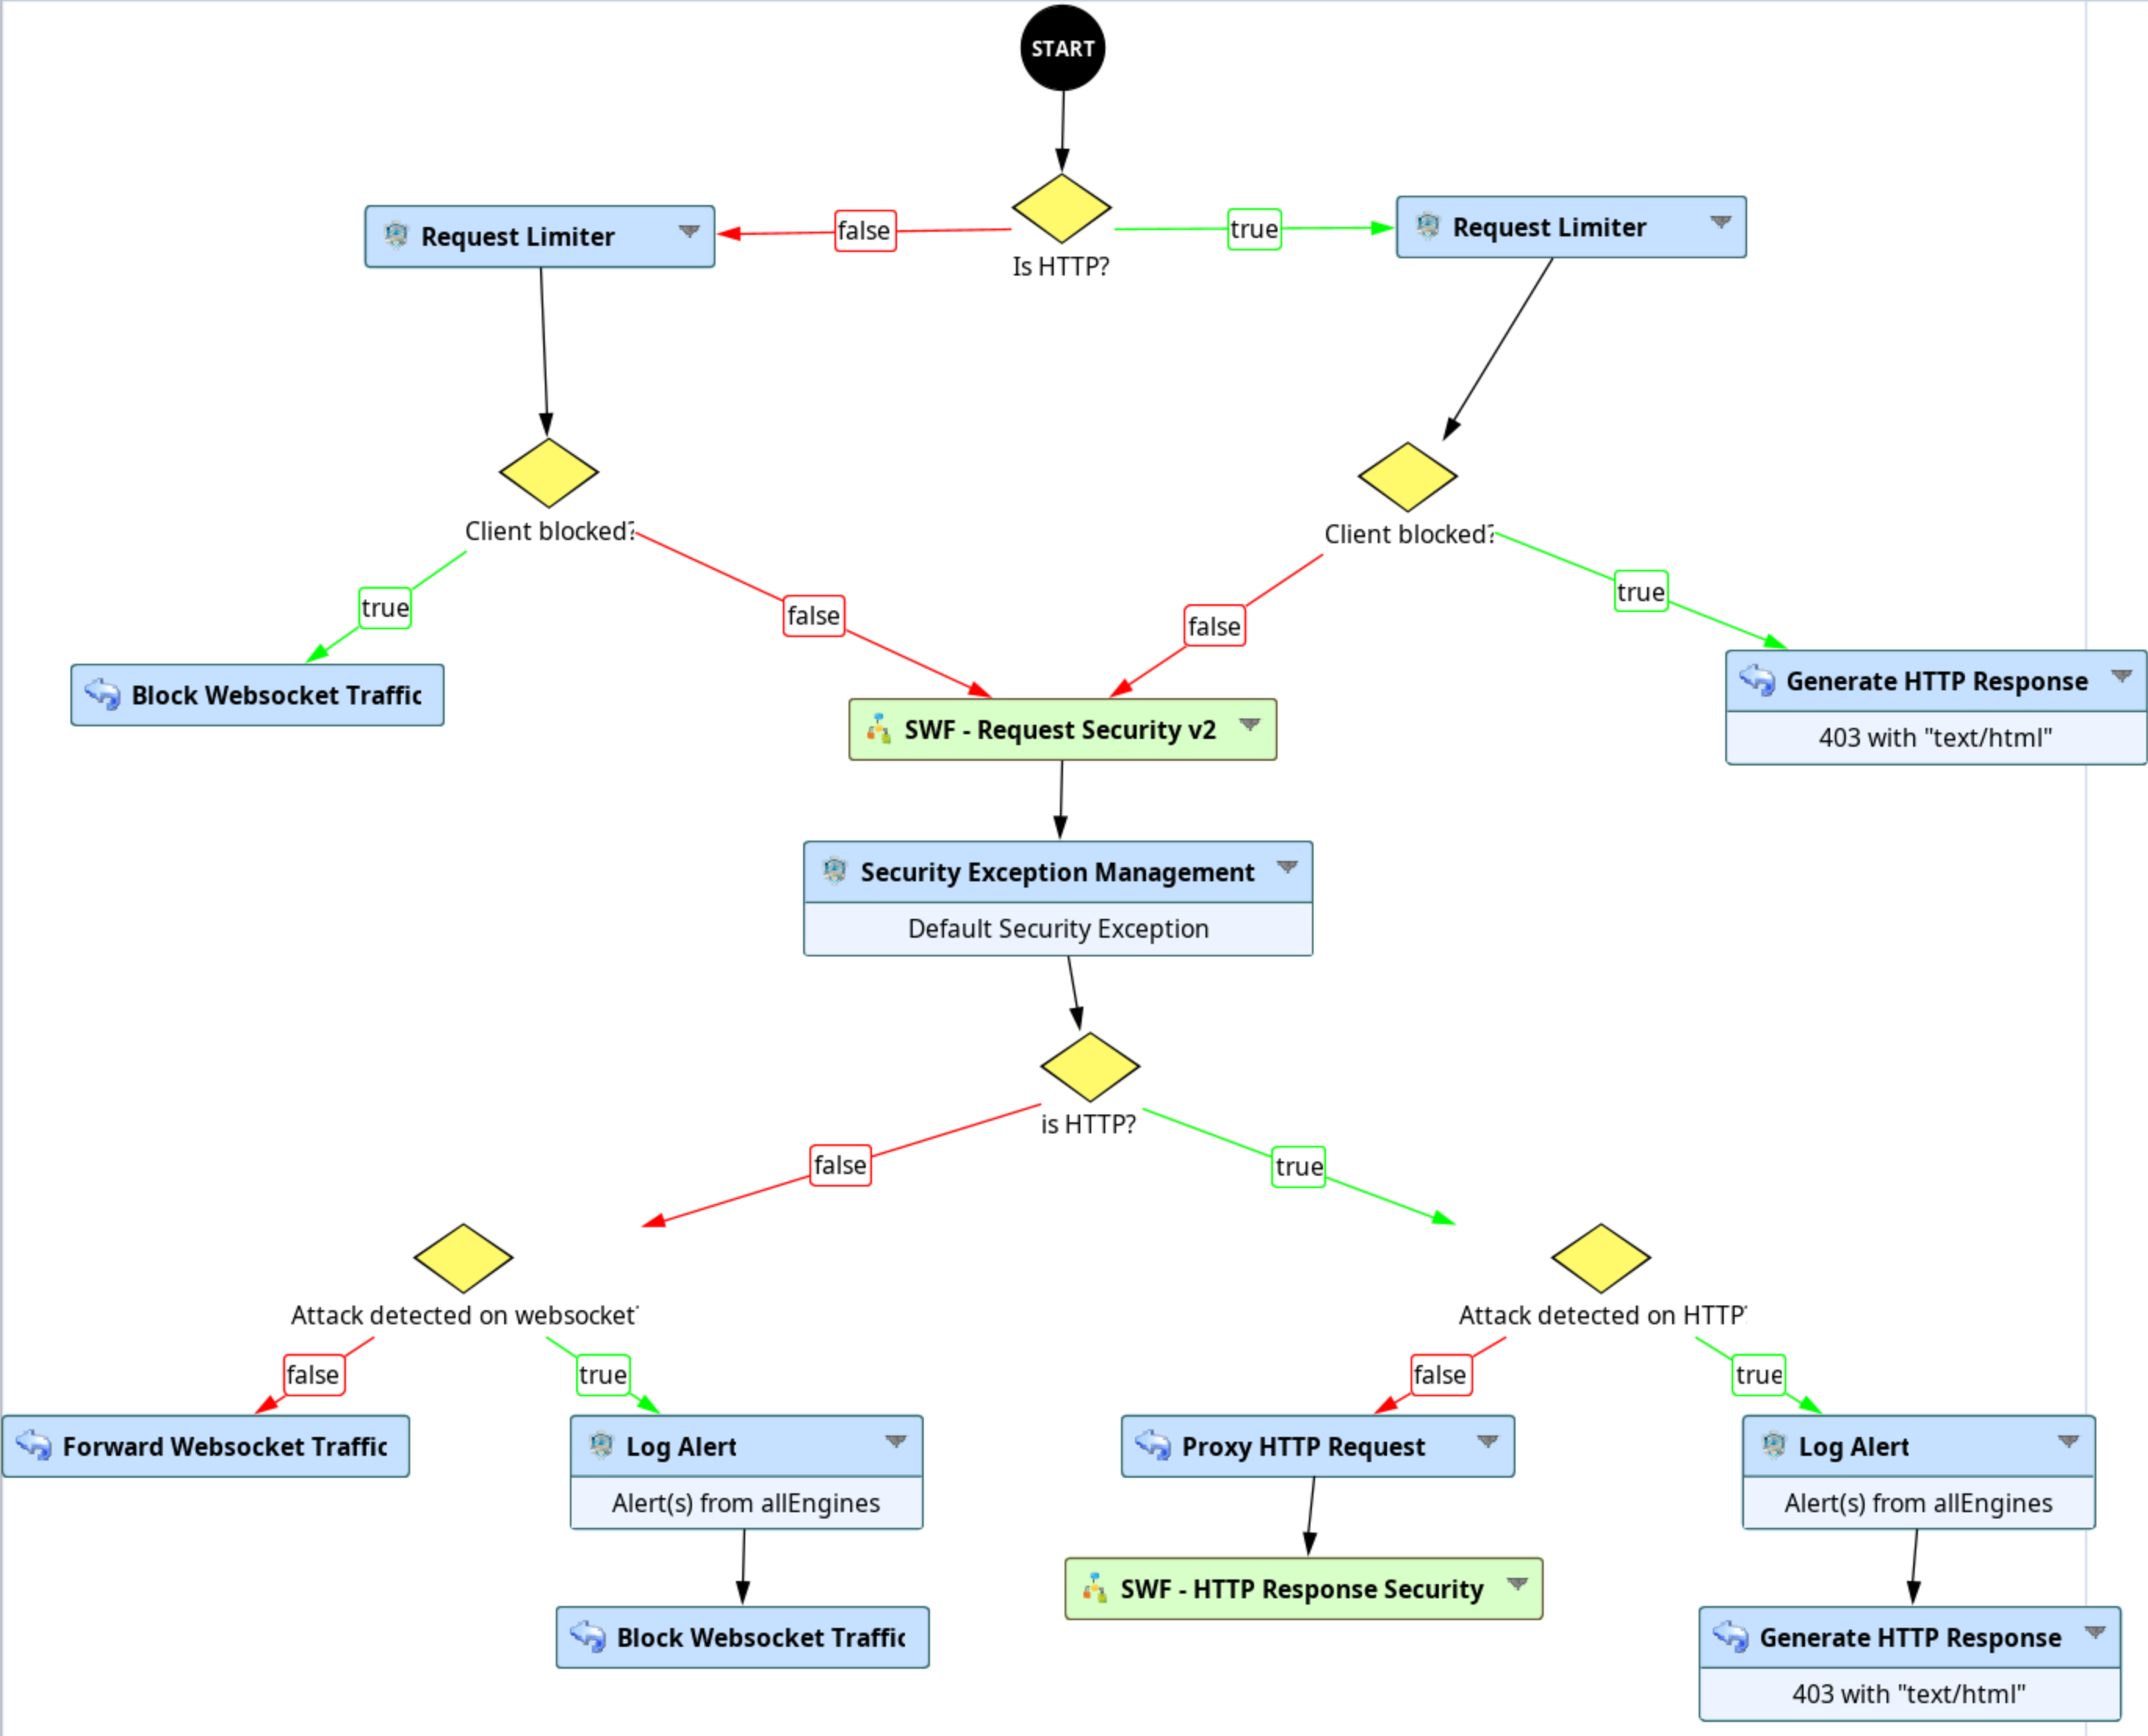 START
Is HTTP?
false
true
Request Limiter
Request Limiter
Client blocked?
Client blocked?
true
false
false
true
Block Websocket Traffic
SWF - Request Security v2
Generate HTTP Response
403 with "text/html"
Security Exception Management
Default Security Exception
is HTTP?
false
true
Attack detected on websocket
Attack detected on HTTP
false
true
false
true
Forward Websocket Traffic
Log Alert
Alert(s) from allEngines
Proxy HTTP Request
Log Alert
Alert(s) from allEngines
Block Websocket Traffic
SWF - HTTP Response Security
Generate HTTP Response
403 with "text/html"